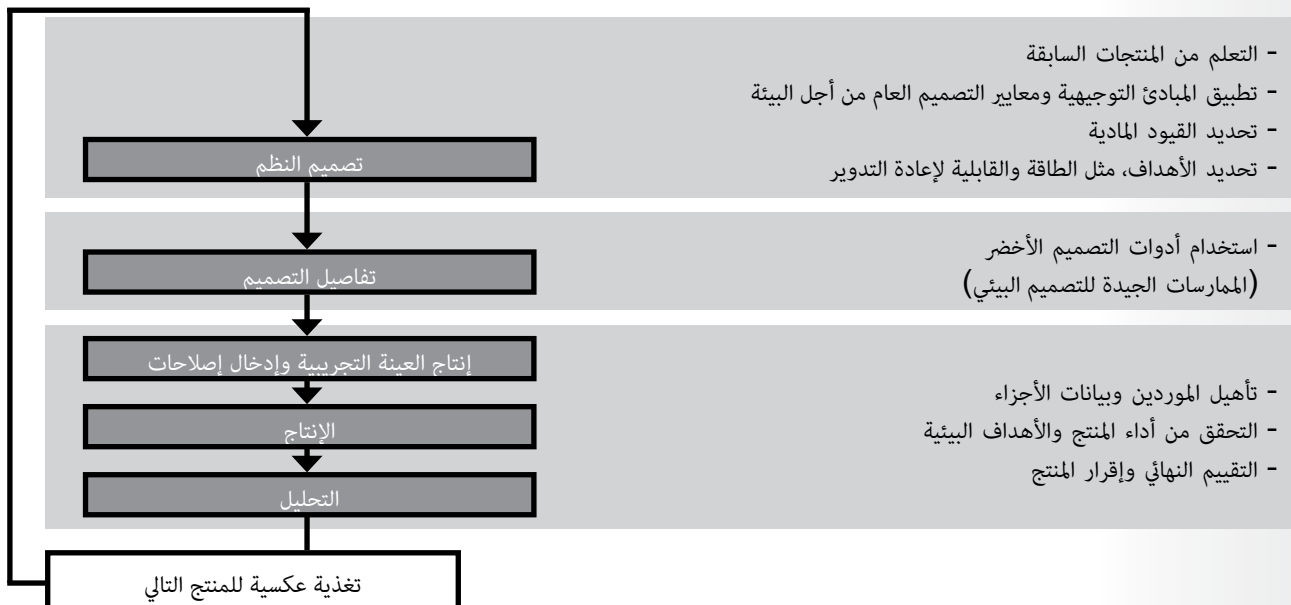 - التعلم من المنتجات السابقة
- تطبيق المبادئ التوجيهية ومعايير التصميم العام من أجل البيئة
- تحديد القيود المادية
- تحديد الأهداف، مثل الطاقة والقابلية لإعادة التدوير
تصميم النظم
- استخدام أدوات التصميم الأخضر
(الممارسات الجيدة للتصميم البيئي)
تفاصيل التصميم
- تأهيل الموردين وبيانات الأجزاء
- التحقق من أداء المنتج والأهداف البيئية
- التقييم النهائي وإقرار المنتج
إنتاج العينة التجريبية وإدخال إصلاحات
الإنتاج
التحليل
تغذية عكسية للمنتج التالي